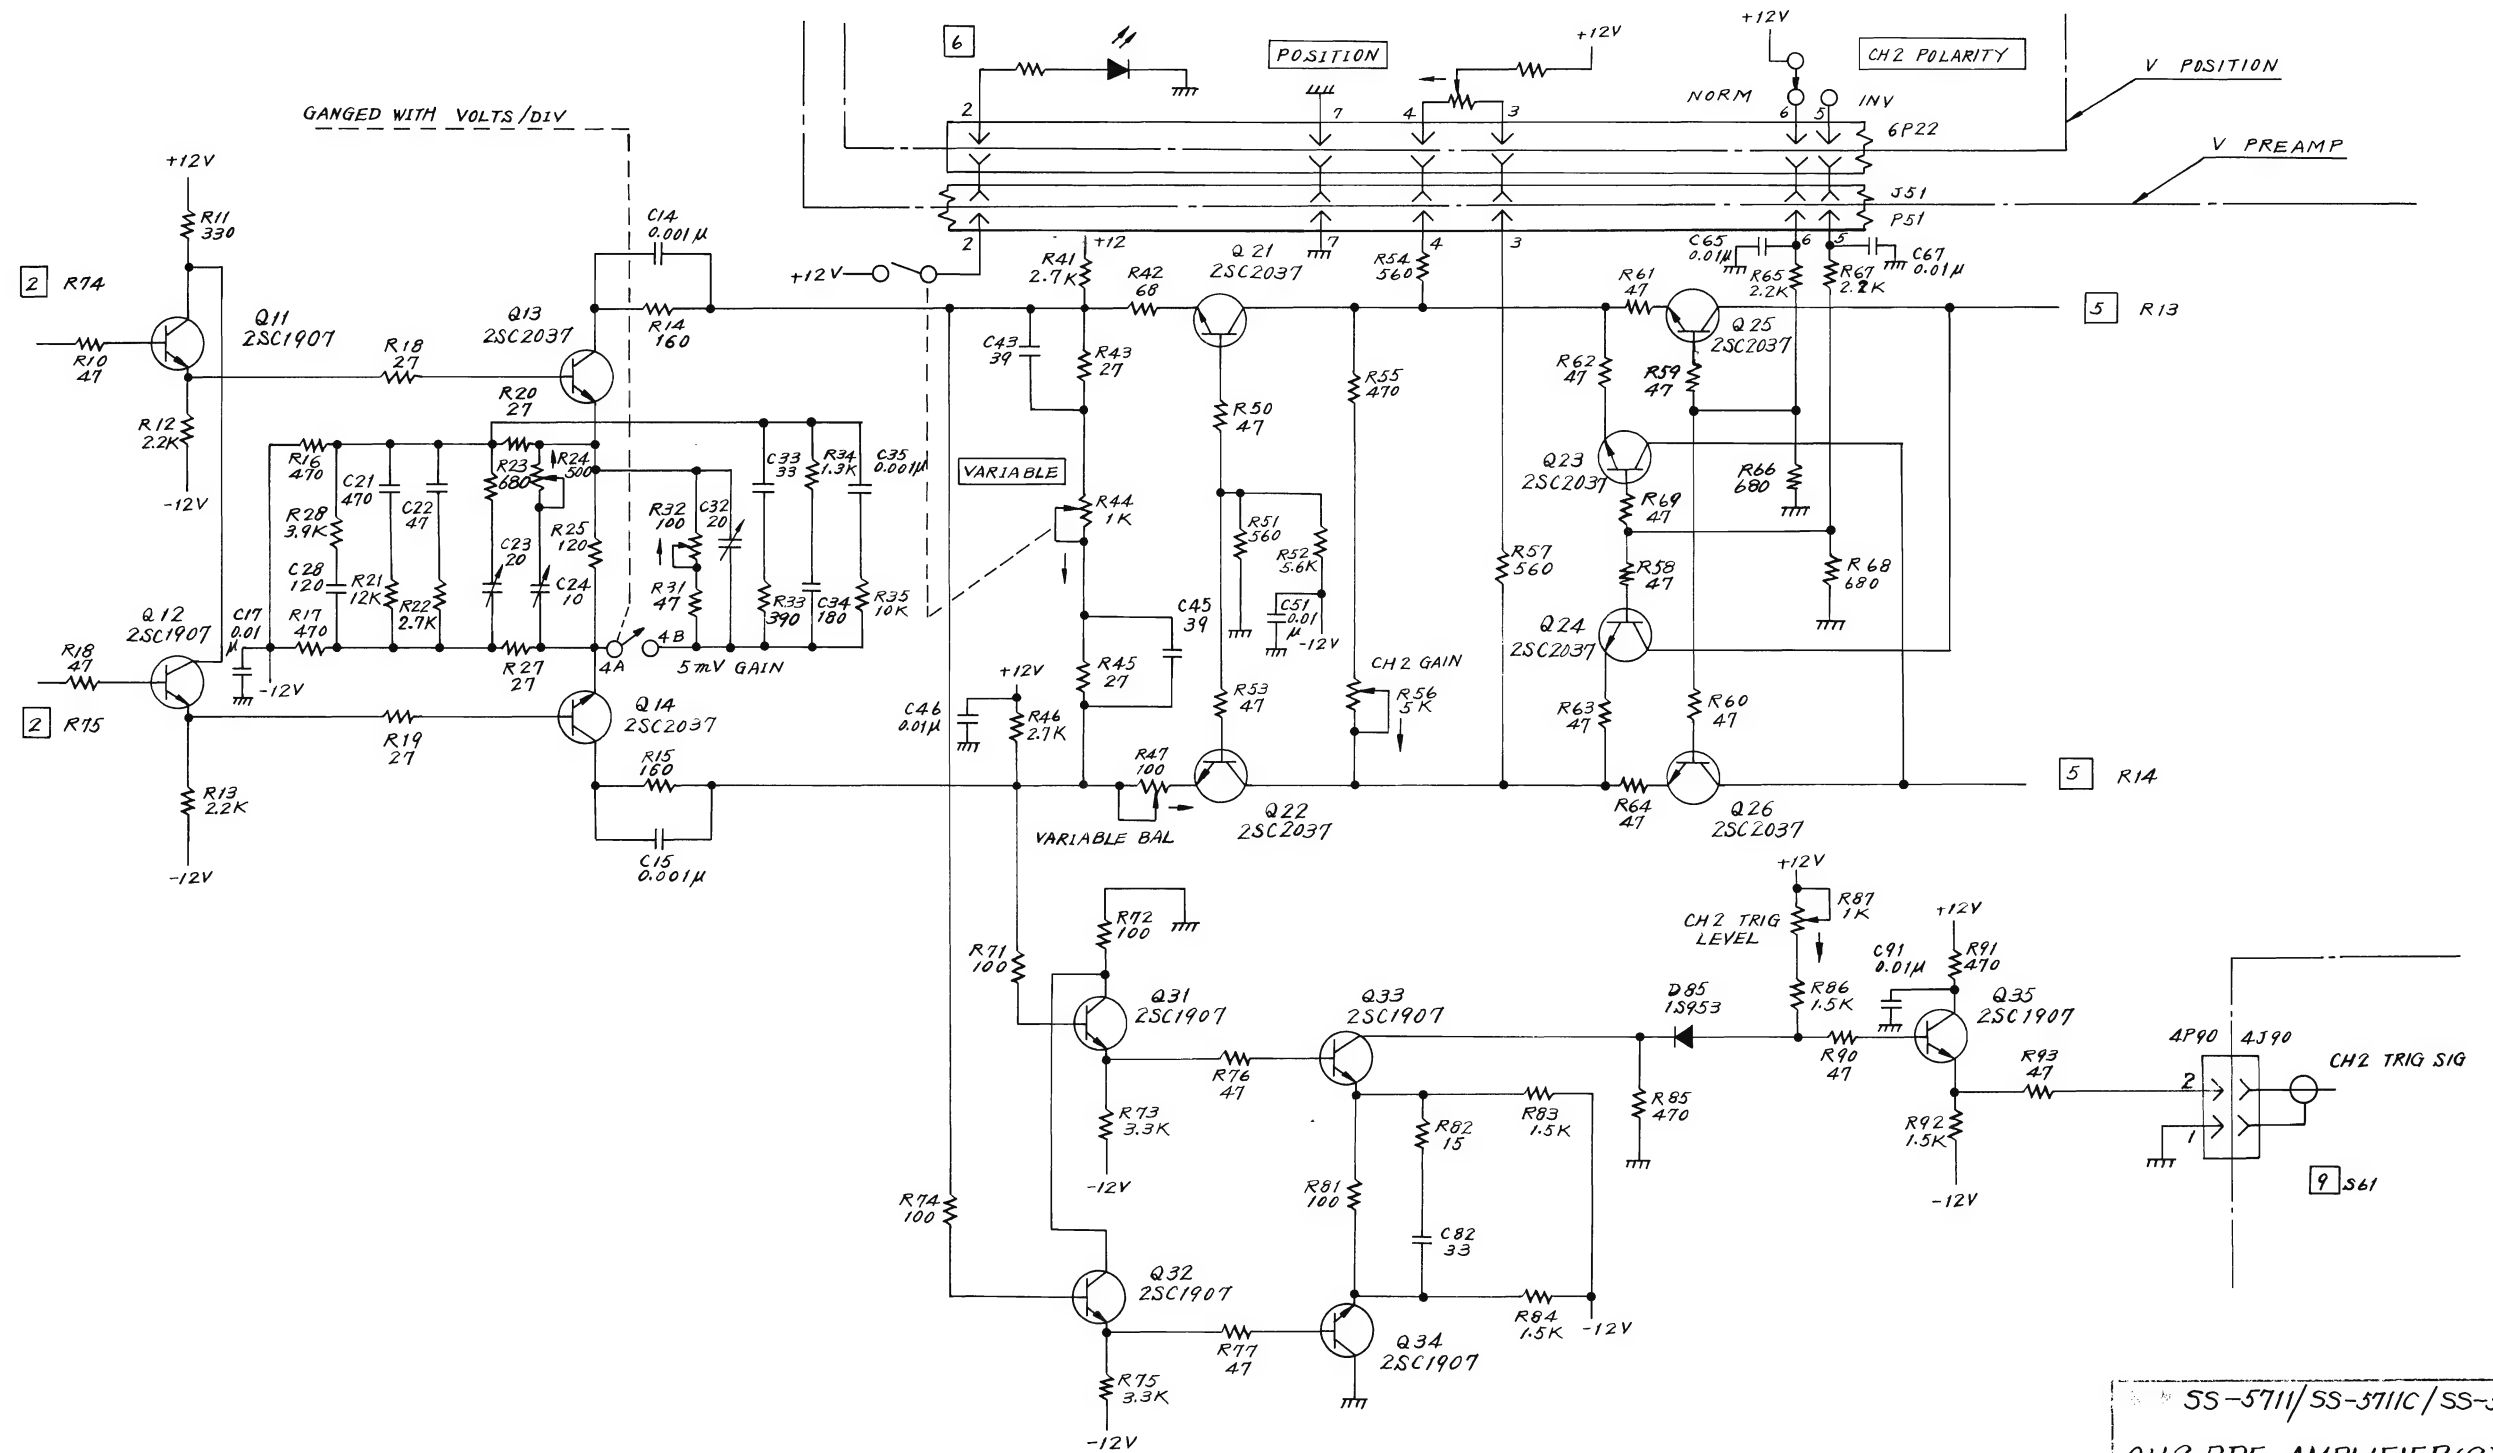 6
POSITION
+12V
+12V
CH2 POLARITY
V POSITION
NORM
INV
GANGED WITH VOLTS/DIV
2
7
4
3
6
5
6P22
V PREAMP
J51
P51
+12V
R11
330
C14
0.001μ
2
7
4
3
6
5
+12V
+12
R41
2.7K
R42
68
Q21
2SC2037
R54
560
C65
0.01μ
R65
2.2K
R67
2.2K
C67
0.01μ
2 R74
R10
47
Q11
2SC1907
R18
27
Q13
2SC2037
R14
160
C43
39
R43
27
R61
47
Q25
2SC2037
5 R13
R12
2.2K
-12V
R20
27
R50
47
R55
470
R62
47
R59
47
R16
470
R28
3.9K
C28
120
C21
470
R21
12K
C22
47
R22
2.7K
R23
680
C23
20
R24
500
C24
10
R25
120
R32
100
R31
47
C32
20
C33
33
R33
390
R34
1.3K
C34
180
C35
0.001μ
R35
10K
VARIABLE
R44
1K
R51
560
R52
5.6K
C51
0.01
μ
-12V
R57
560
Q23
2SC2037
R69
47
R66
680
R58
47
R68
680
Q12
2SC1907
C17
0.01
μ
R17
470
R27
27
4A
4B
5mV GAIN
C45
39
R45
27
CH2 GAIN
R56
5K
Q24
2SC2037
R18
47
-12V
2 R75
R19
27
Q14
2SC2037
R15
160
C15
0.001μ
C46
0.01μ
+12V
R46
2.7K
R47
100
VARIABLE BAL
R53
47
Q22
2SC2037
R63
47
R60
47
R64
47
Q26
2SC2037
5 R14
R13
2.2K
-12V
R72
100
R71
100
Q31
2SC1907
Q33
2SC1907
D85
1S953
+12V
R87
1K
CH2 TRIG
LEVEL
R86
1.5K
C91
0.01μ
+12V
R91
470
Q35
2SC1907
R76
47
R83
1.5K
R85
470
R90
47
R93
47
4P90
4J90
CH2 TRIG SIG
2
1
R73
3.3K
-12V
R82
15
R92
1.5K
-12V
9 S61
R74
100
R81
100
C82
33
Q32
2SC1907
R84
1.5K
-12V
R77
47
Q34
2SC1907
R75
3.3K
-12V
SS-5711/SS-5711C/SS-